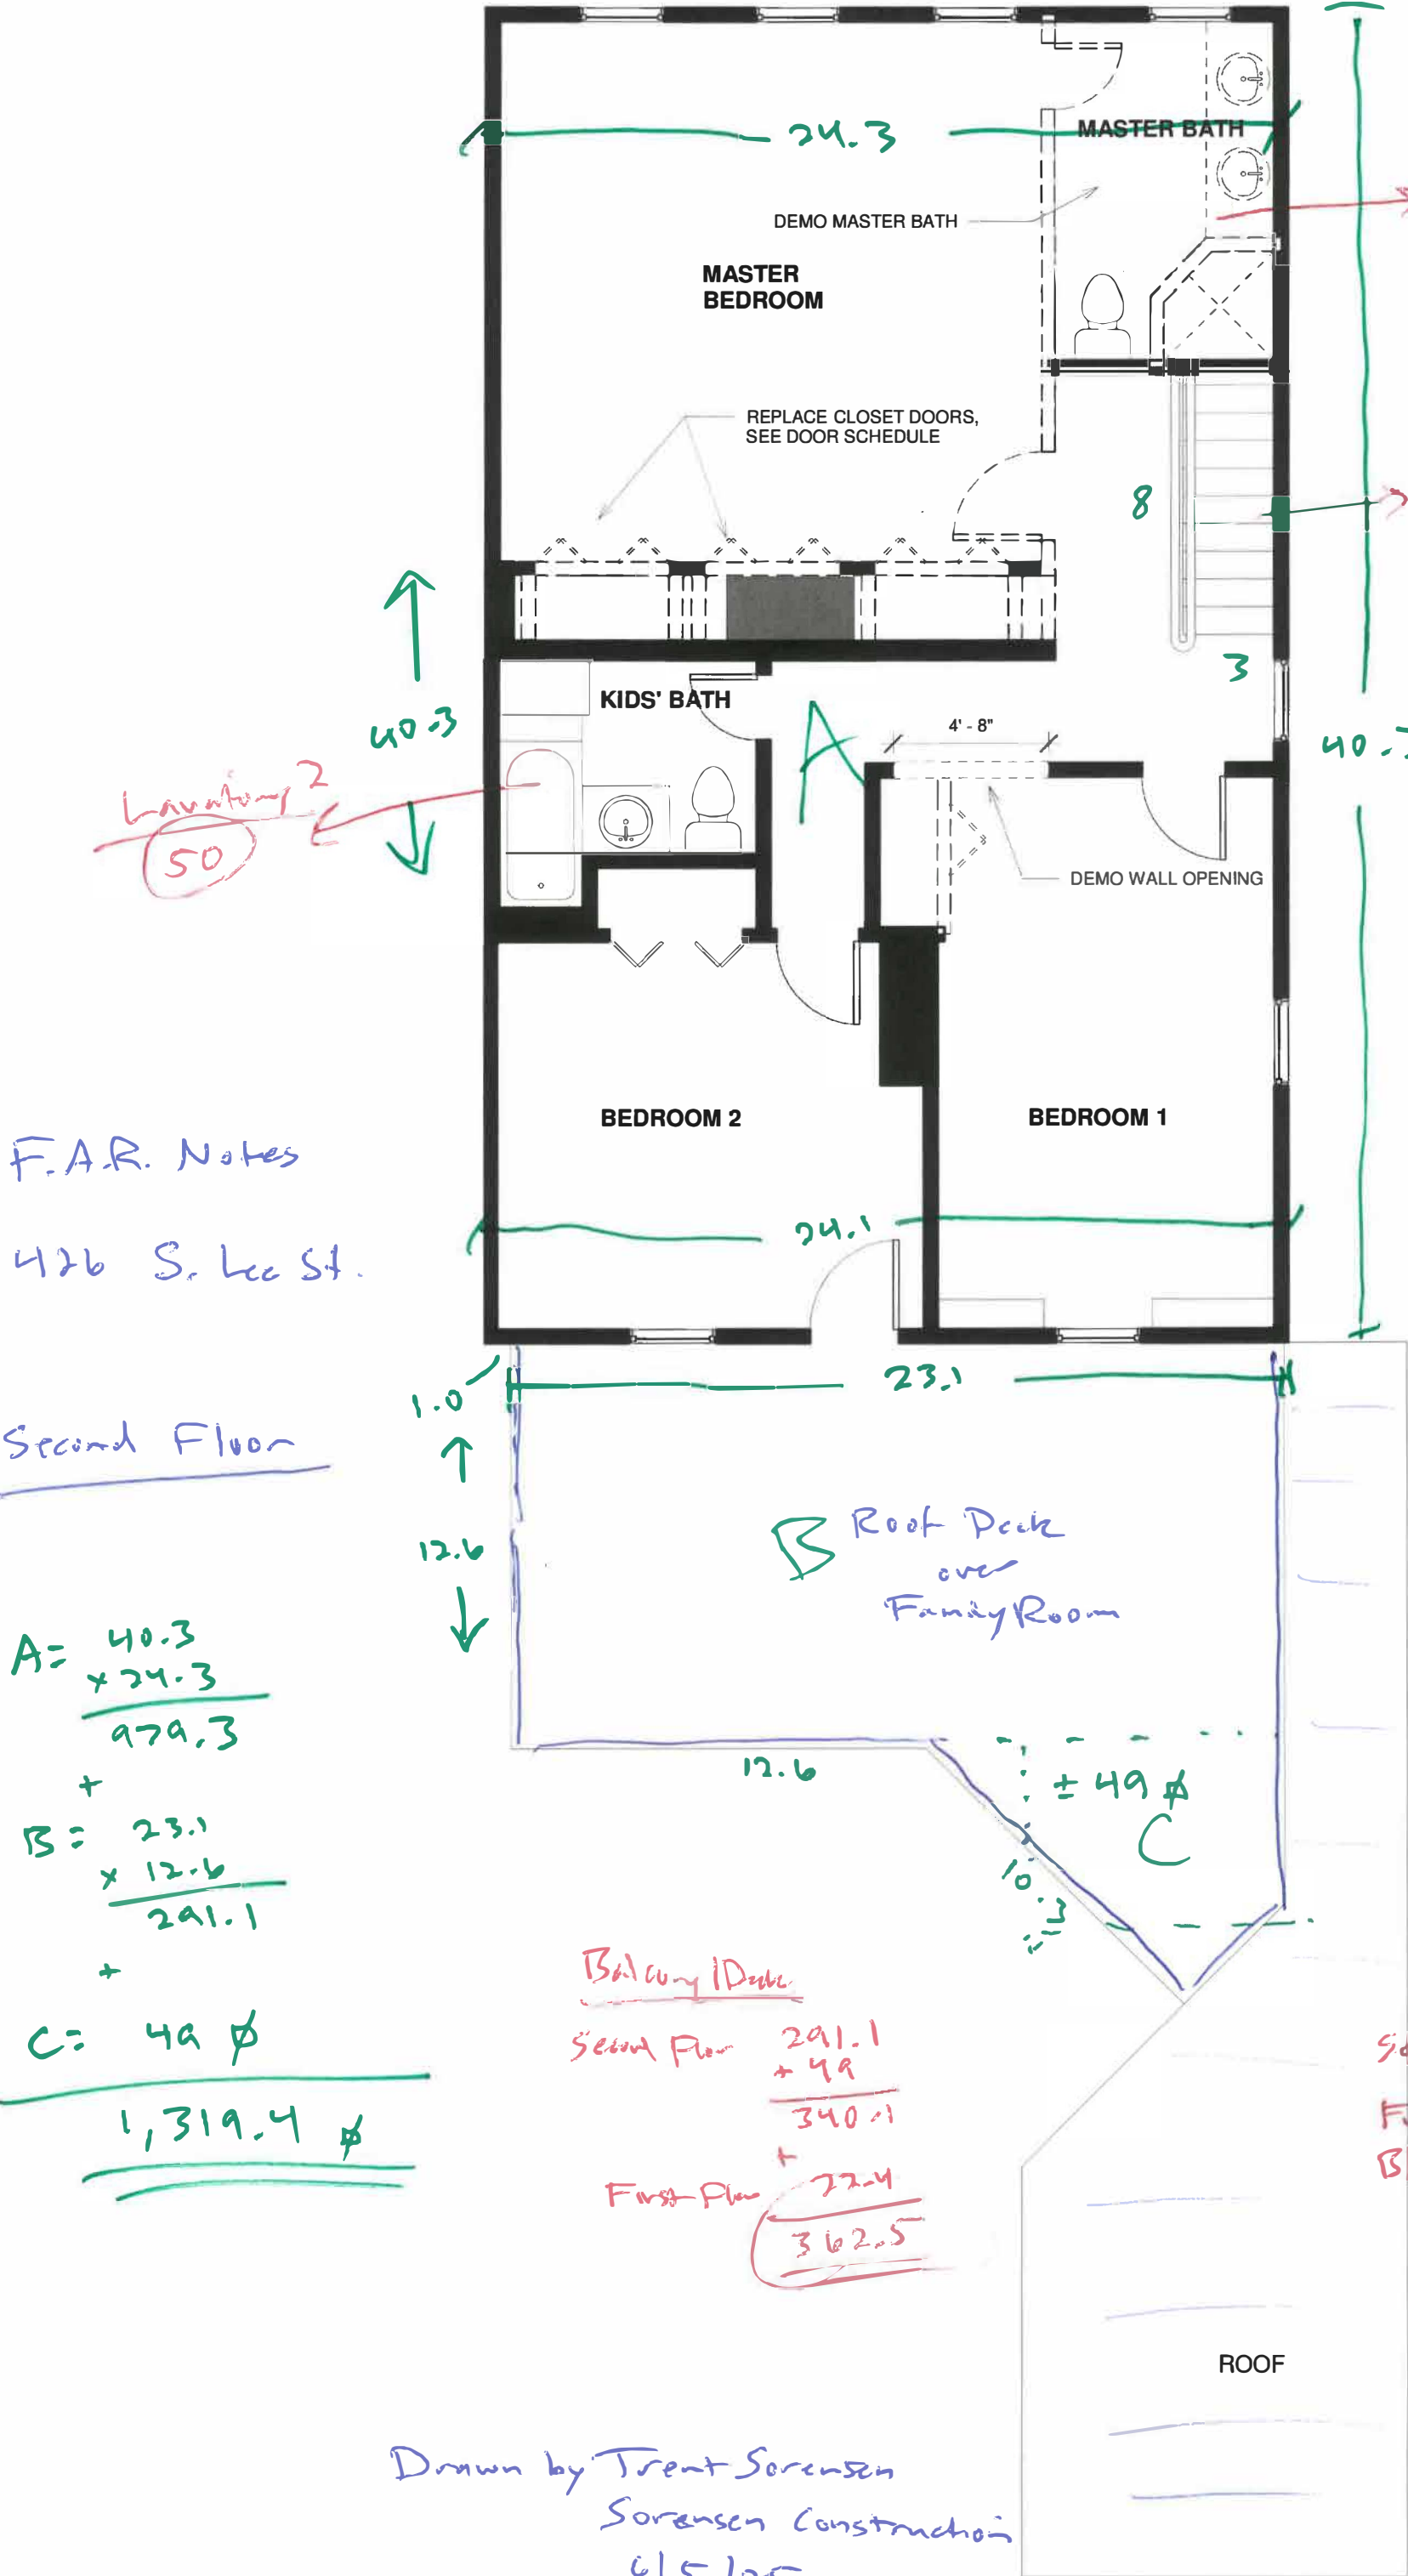 24.3
MASTER BATH
DEMO MASTER BATH
MASTER
BEDROOM
REPLACE CLOSET DOORS,
SEE DOOR SCHEDULE
8
3
40.3
KIDS' BATH
A
4' - 8"
40.
Lavatory 2
50
DEMO WALL OPENING
BEDROOM 2
BEDROOM 1
F.A.R. Notes
426 S. Lee St.
24.1
23.1
1.0
Second Floor
12.6
B Roof Deck
over
Family Room
A= 40.3
x 24.3
979.3
+
B= 23.1
x 12.6
291.1
+
C= 49 ϕ
1,319.4 ϕ
12.6
± 49 ϕ
C
10.3
Balcony/Deck
Second Floor 291.1
+ 49
340.1
+
First Floor 22.4
362.5
ROOF
Drawn by Trent Sorensen
Sorensen Construction